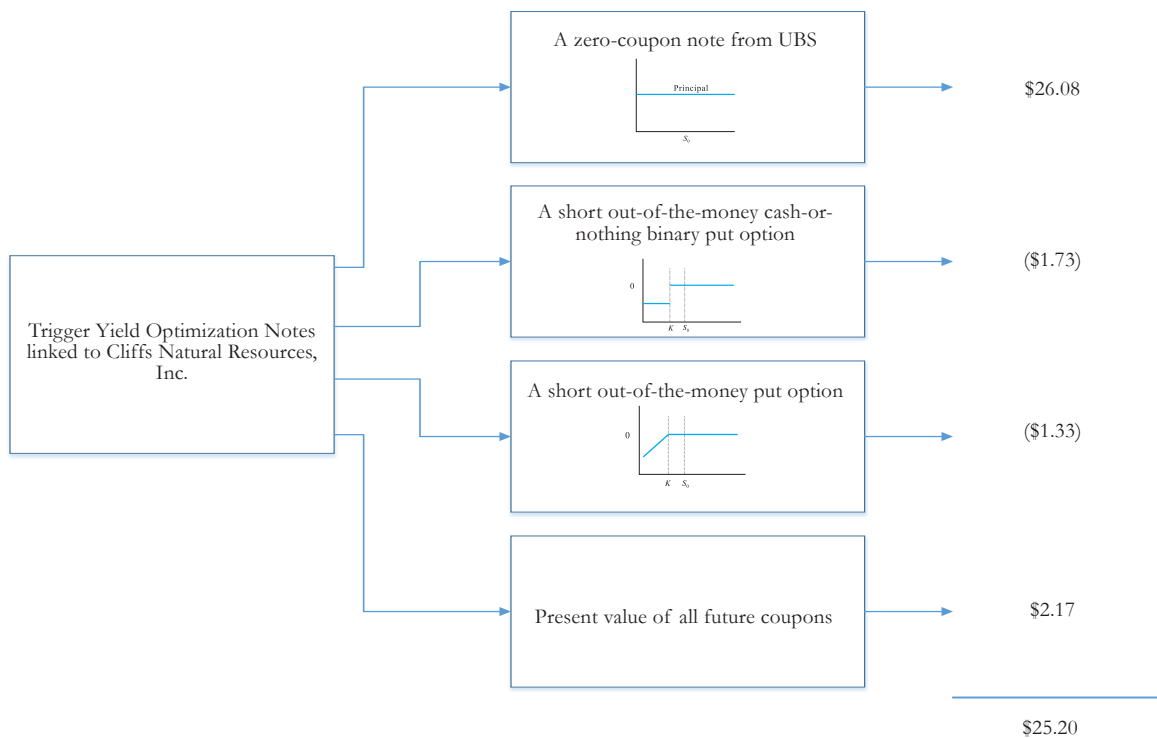 A zero-coupon note from UBS
Principal
S0
$26.08
A short out-of-the-money cash-or-
nothing binary put option
0
K
S0
($1.73)
Trigger Yield Optimization Notes
linked to Cliffs Natural Resources,
Inc.
A short out-of-the-money put option
0
K
S0
($1.33)
Present value of all future coupons
$2.17
$25.20